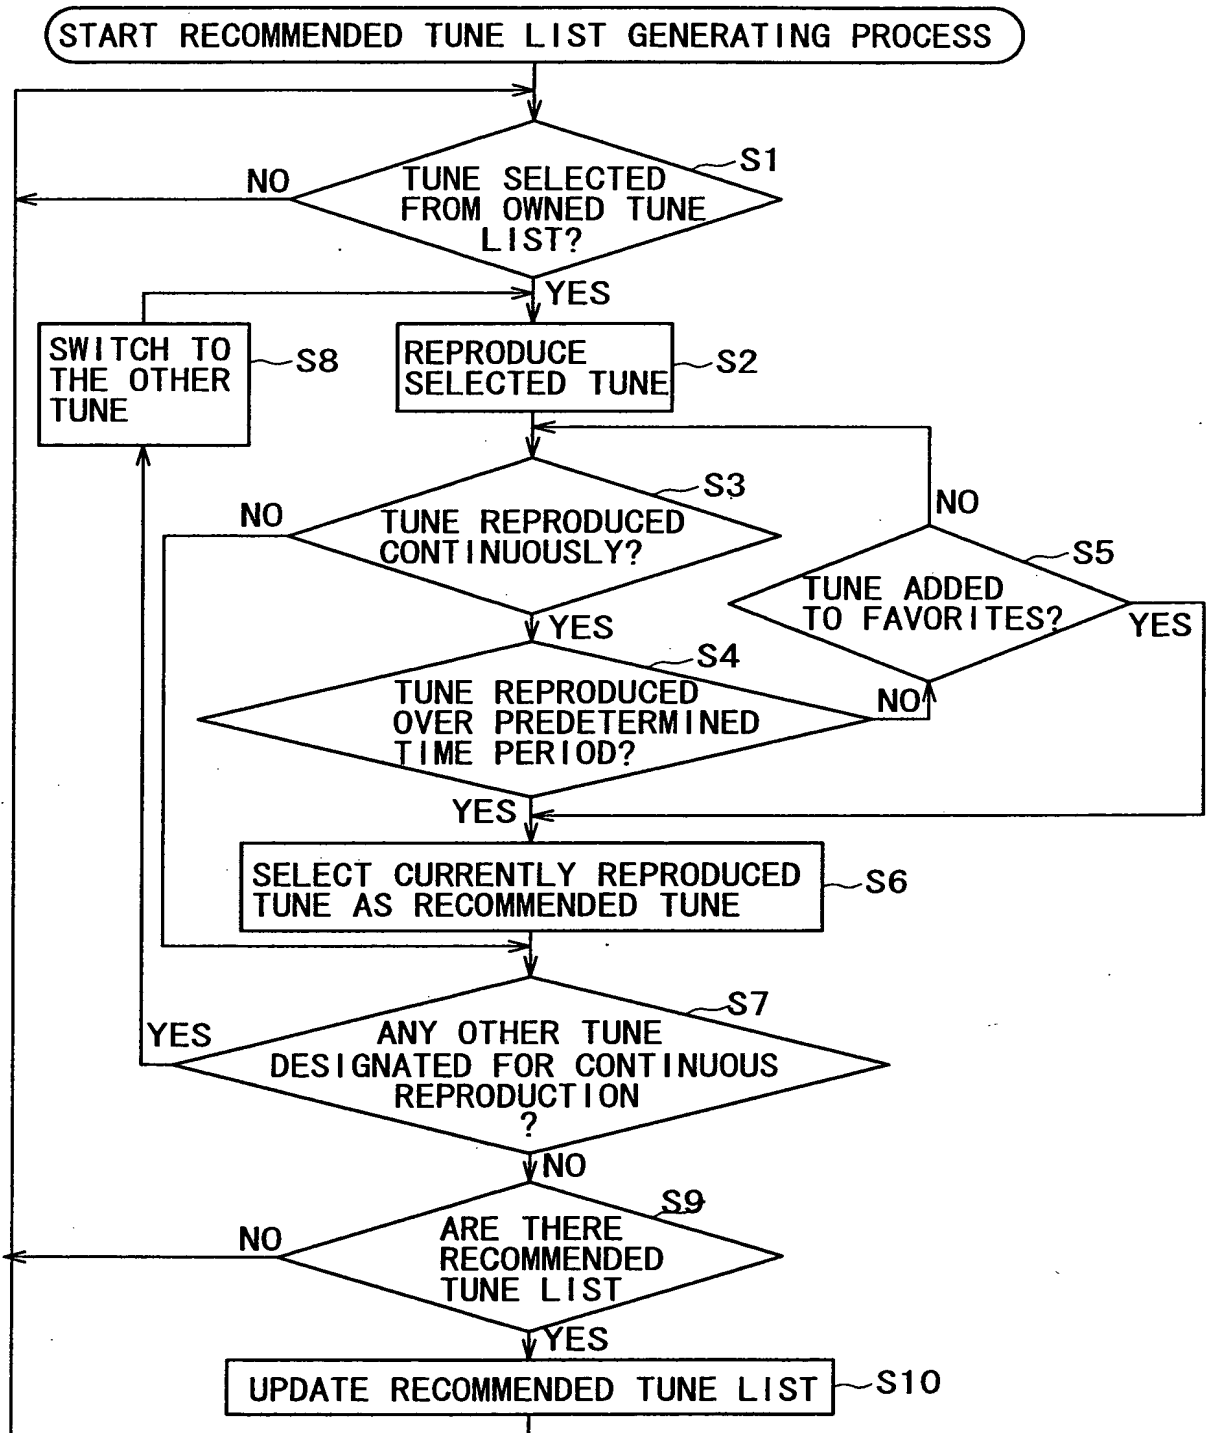 START RECOMMENDED TUNE LIST GENERATING PROCESS
S1
NO
TUNE SELECTED
FROM OWNED TUNE
LIST?
YES
SWITCH TO
THE OTHER
TUNE
S8
REPRODUCE
SELECTED TUNE
S2
S3
NO
TUNE REPRODUCED
CONTINUOUSLY?
NO
S5
TUNE ADDED
TO FAVORITES?
YES
YES
S4
TUNE REPRODUCED
OVER PREDETERMINED
TIME PERIOD?
NO
YES
SELECT CURRENTLY REPRODUCED
TUNE AS RECOMMENDED TUNE
S6
S7
YES
ANY OTHER TUNE
DESIGNATED FOR CONTINUOUS
REPRODUCTION
?
NO
S9
NO
ARE THERE
RECOMMENDED
TUNE LIST
YES
UPDATE RECOMMENDED TUNE LIST
S10